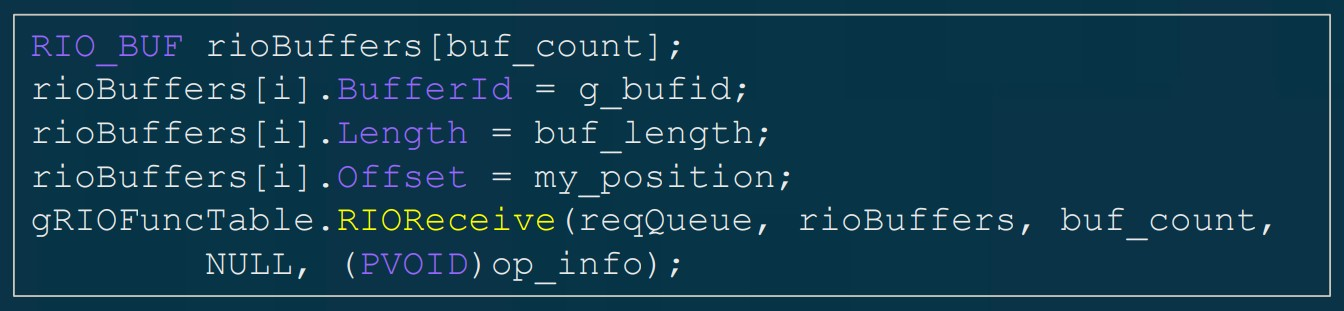 RIO_BUF rioBuffers[buf_count];
rioBuffers[i].BufferId = g_bufid;
rioBuffers[i].Length = buf_length;
rioBuffers[i].Offset = my_position;
gRIOFuncTable.RIOReceive(reqQueue, rioBuffers, buf_count,
NULL, (PVOID)op_info);